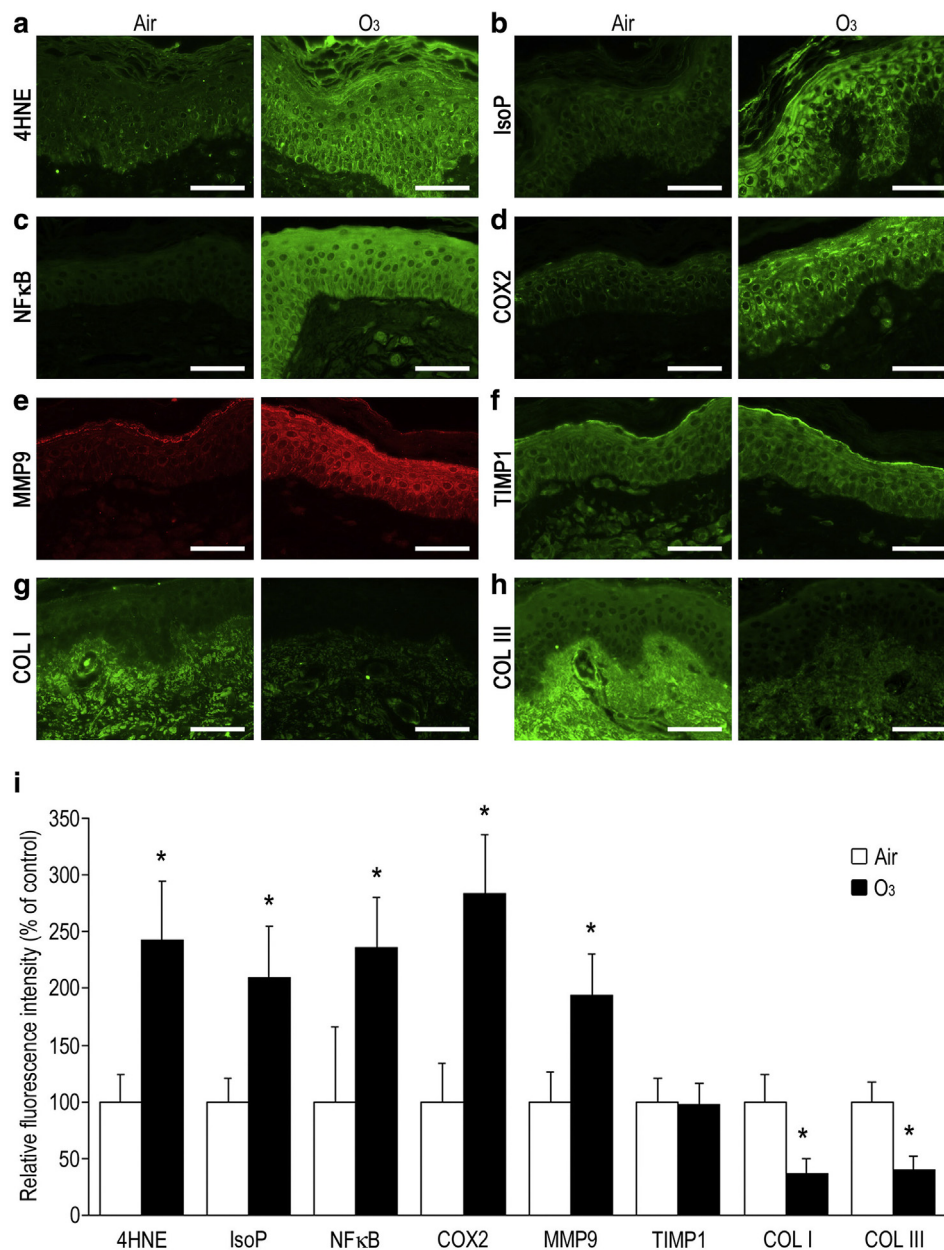 a Air O₃ b Air O₃
4HNE IsoP
c d
NFκB COX2
e f
MMP9 TIMP1
g h
COL I COL III
i
Relative fluorescence intensity (% of control)
350
300
250
200
150
100
50
0
* * * * * * *
Air
O₃
4HNE IsoP NFκB COX2 MMP9 TIMP1 COL I COL III